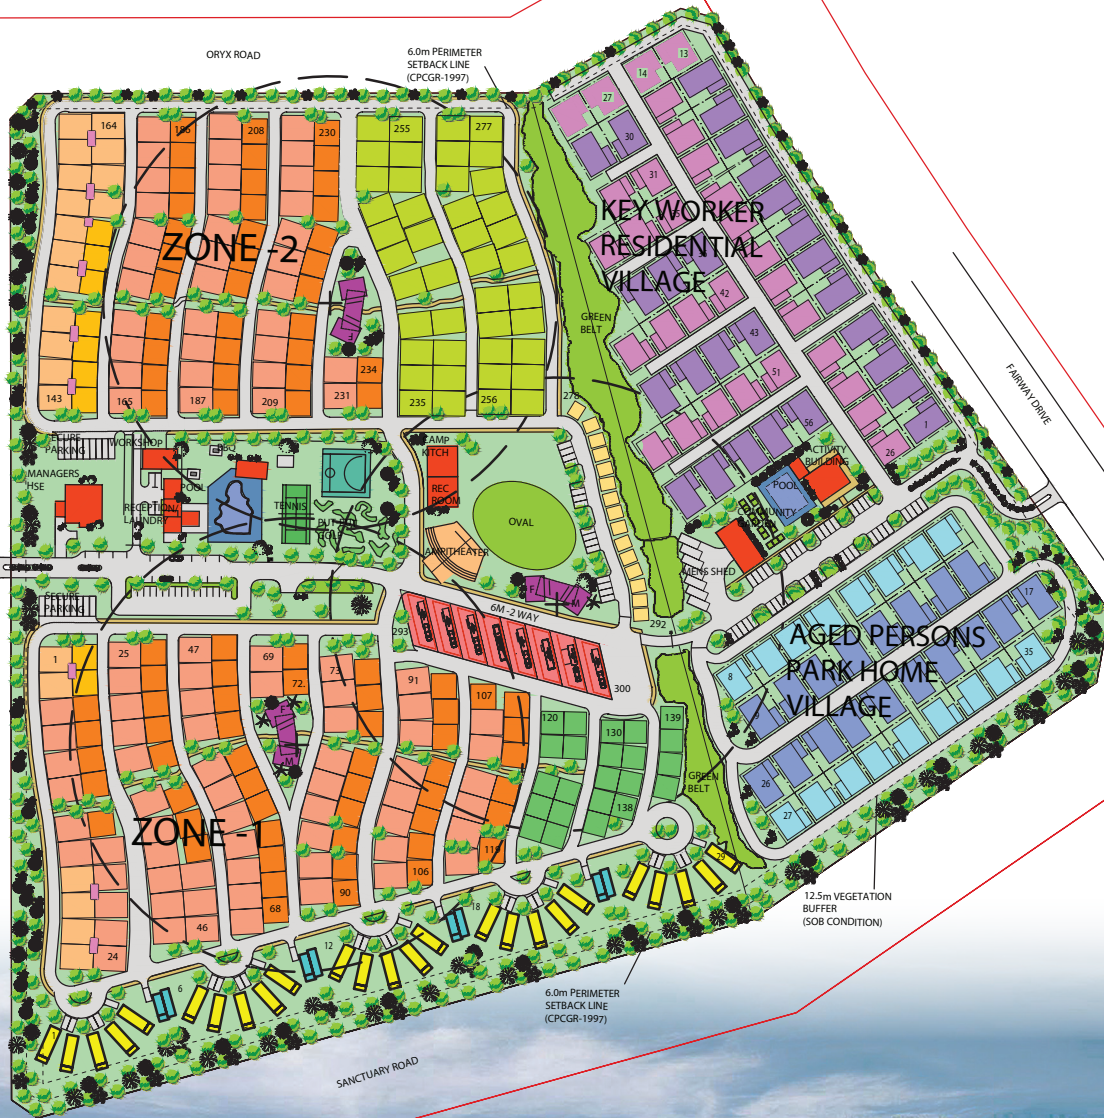 ORYX ROAD
6.0m PERIMETER
SETBACK LINE
(CPCGR-1997)
164
186
208
230
255
277
13
14
27
30
31
ZONE -2
KEY WORKER
RESIDENTIAL
VILLAGE
42
43
51
56
1
26
GREEN
BELT
F
FAIRWAY DRIVE
143
165
187
209
231
234
235
256
278
SECURE
PARKING
WORKSHOP
BBQ
CAMP
KITCH
MANAGERS
HSE
POOL
RECEPTION/
LAUNDRY
TENNIS
REC
ROOM
OVAL
AMPITHEATER
ACTIVITY
BUILDING
POOL
COMMUNITY
MENS SHED
SECURE
PARKING
F
M
6M -2 WAY
292
293
300
17
35
AGED PERSONS
PARK HOME
VILLAGE
8
9
26
27
1
25
47
69
72
73
91
107
120
130
138
139
F
M
GREEN
BELT
ZONE -1
24
46
68
90
106
119
29
18
12
6
1
12.5m VEGETATION
BUFFER
(SOB CONDITION)
6.0m PERIMETER
SETBACK LINE
(CPCGR-1997)
SANCTUARY ROAD